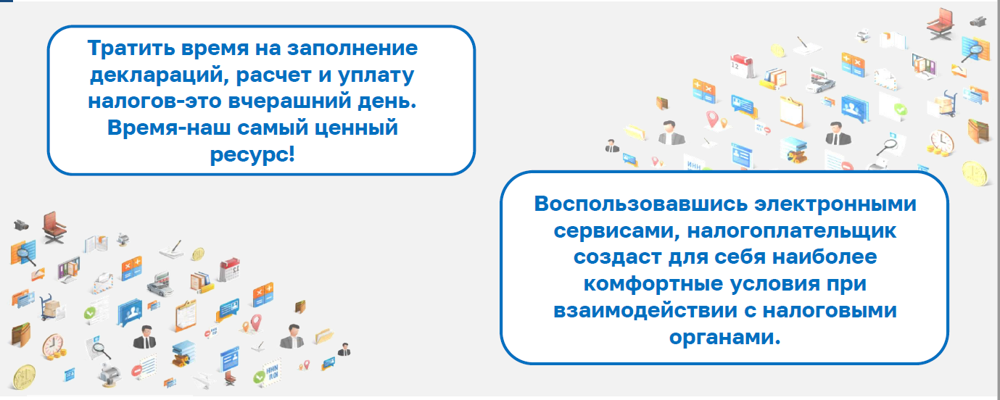 Тратить время на заполнение
деклараций, расчет и уплату
налогов-это вчерашний день.
Время-наш самый ценный
ресурс!
Воспользовавшись электронными
сервисами, налогоплательщик
создаст для себя наиболее
комфортные условия при
взаимодействии с налоговыми
органами.